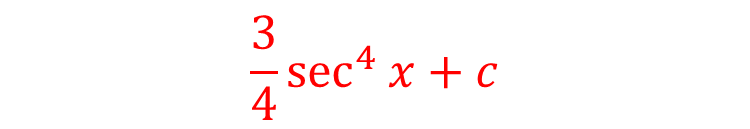 3/4 sec⁴ x + c